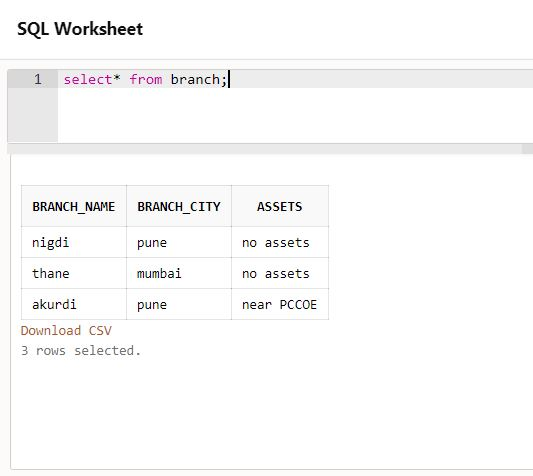 SQL Worksheet
1 select* from branch;
BRANCH_NAME BRANCH_CITY ASSETS
nigdi pune no assets
thane mumbai no assets
akurdi pune near PCCOE
Download CSV
3 rows selected.